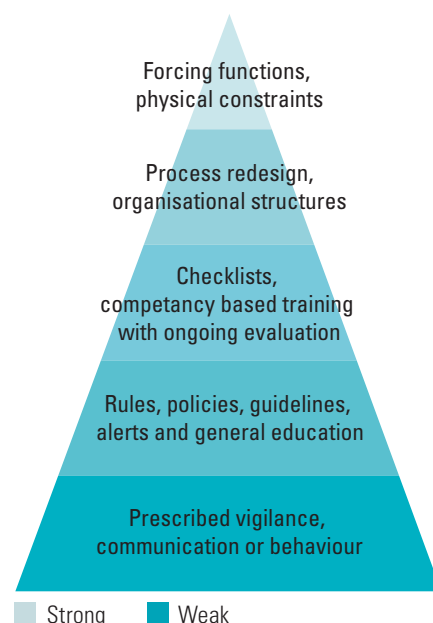 Forcing functions,
physical constraints
Process redesign,
organisational structures
Checklists,
competancy based training
with ongoing evaluation
Rules, policies, guidelines,
alerts and general education
Prescribed vigilance,
communication or behaviour
Strong Weak